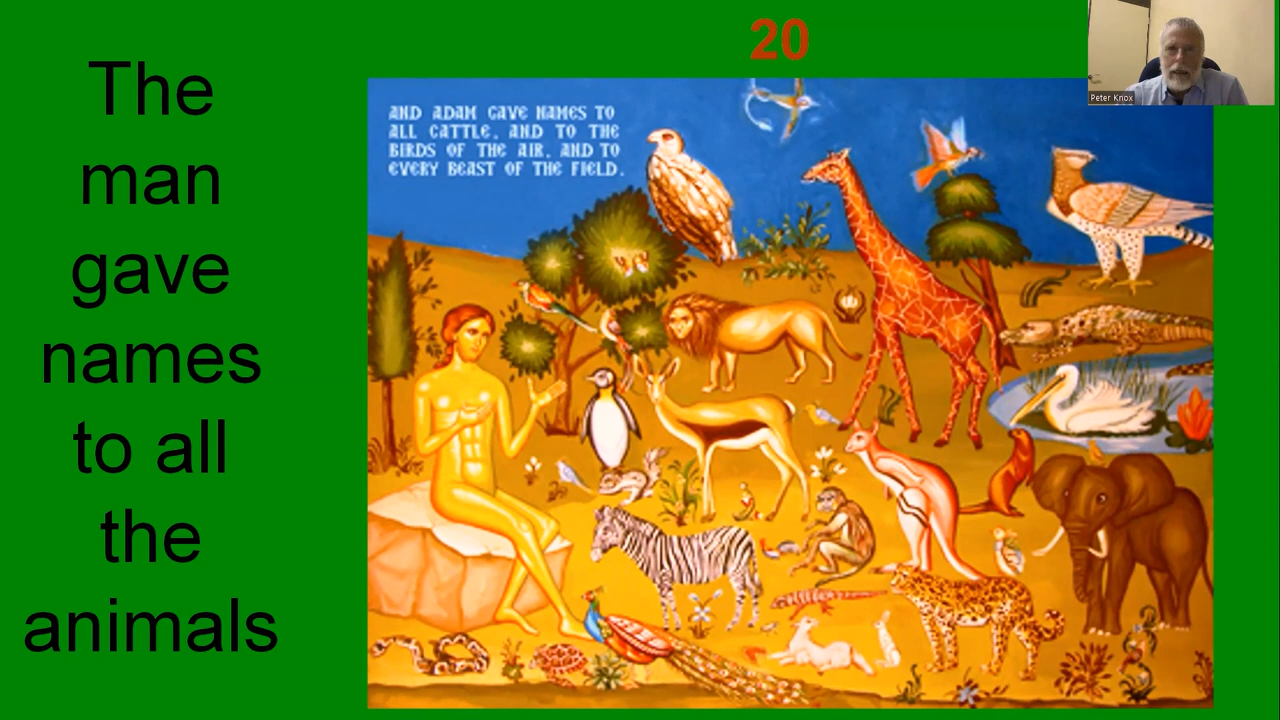 The
man
gave
names
to all
the
animals
20
AND ADAM GAVE NAMES TO
ALL CATTLE, AND TO THE
BIRDS OF THE AIR, AND TO
EVERY BEAST OF THE FIELD.
Peter Knox